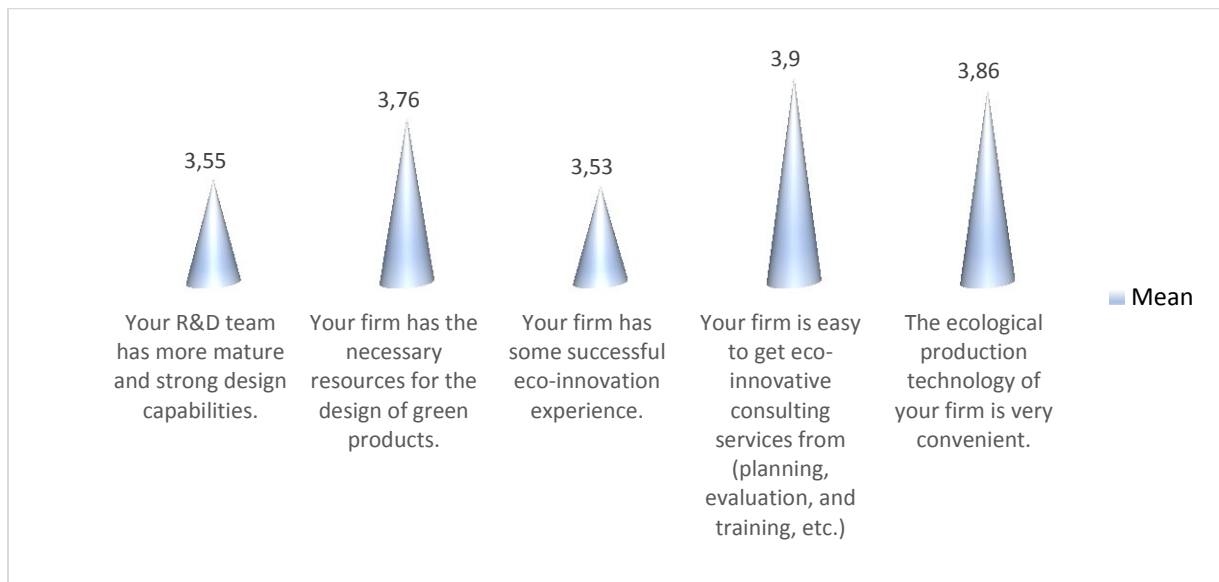 3,55
3,76
3,53
3,9
3,86
Your R&D team
has more mature
and strong design
capabilities.
Your firm has the
necessary
resources for the
design of green
products.
Your firm has
some successful
eco-innovation
experience.
Your firm is easy
to get eco-
innovative
consulting
services from
(planning,
evaluation, and
training, etc.)
The ecological
production
technology of
your firm is very
convenient.
Mean